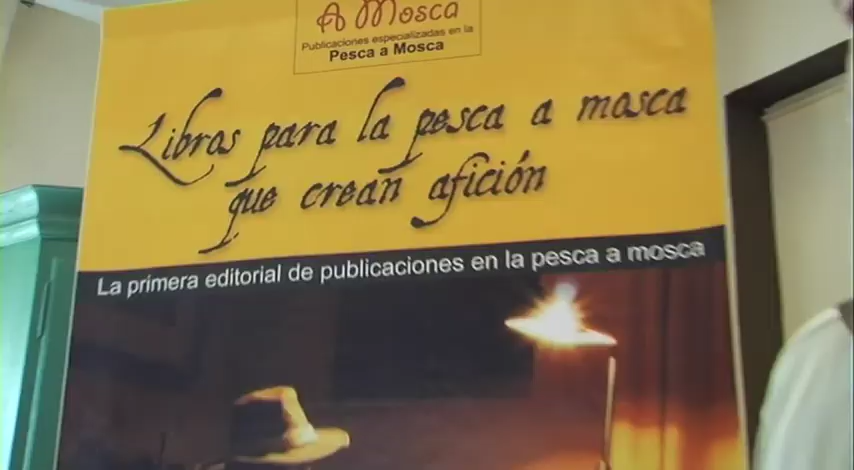 A Mosca
Publicaciones especializadas en la
Pesca a Mosca
Libros para la pesca a mosca
que crean afición
La primera editorial de publicaciones en la pesca a mosca